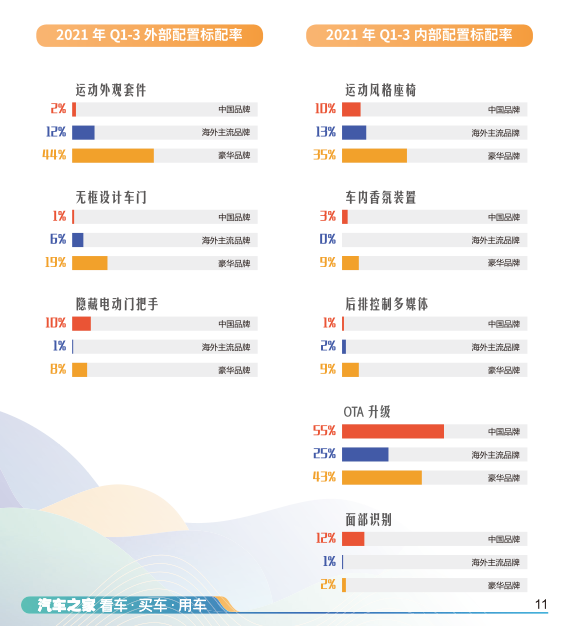 2021 年 Q1-3 外部配置标配率
运动外观套件
2% 中国品牌
12% 海外主流品牌
44% 豪华品牌
无框设计车门
1% 中国品牌
6% 海外主流品牌
19% 豪华品牌
隐藏电动门把手
10% 中国品牌
1% 海外主流品牌
8% 豪华品牌
2021 年 Q1-3 内部配置标配率
运动风格座椅
10% 中国品牌
13% 海外主流品牌
35% 豪华品牌
车内香氛装置
3% 中国品牌
0% 海外主流品牌
9% 豪华品牌
后排控制多媒体
1% 中国品牌
2% 海外主流品牌
9% 豪华品牌
OTA 升级
55% 中国品牌
25% 海外主流品牌
43% 豪华品牌
面部识别
12% 中国品牌
1% 海外主流品牌
2% 豪华品牌
汽车之家 看车 · 买车 · 用车
11